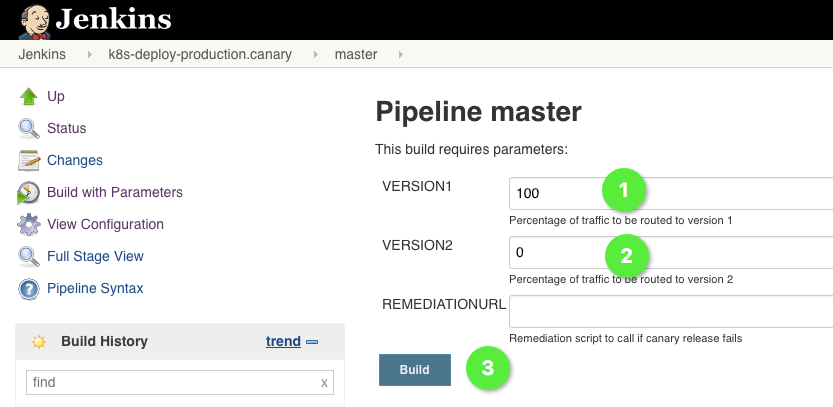 Jenkins
Jenkins k8s-deploy-production.canary master
Up
Status
Changes
Build with Parameters
View Configuration
Full Stage View
Pipeline Syntax
Build History trend
find x
Pipeline master
This build requires parameters:
VERSION1
100 1
Percentage of traffic to be routed to version 1
VERSION2
0 2
Percentage of traffic to be routed to version 2
REMEDIATIONURL
Remediation script to call if canary release fails
Build 3